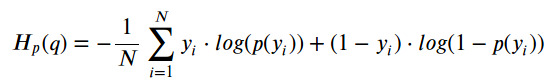 H_p(q) = -\frac{1}{N} \sum_{i=1}^{N} y_i \cdot log(p(y_i)) + (1 - y_i) \cdot log(1 - p(y_i))